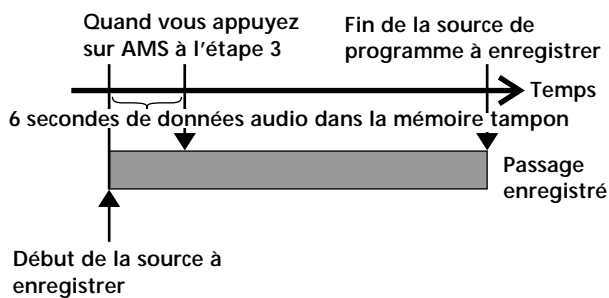 Quand vous appuyez
sur AMS à l'étape 3
Fin de la source de
programme à enregistrer
Temps
6 secondes de données audio dans la mémoire tampon
Passage
enregistré
Début de la source à
enregistrer